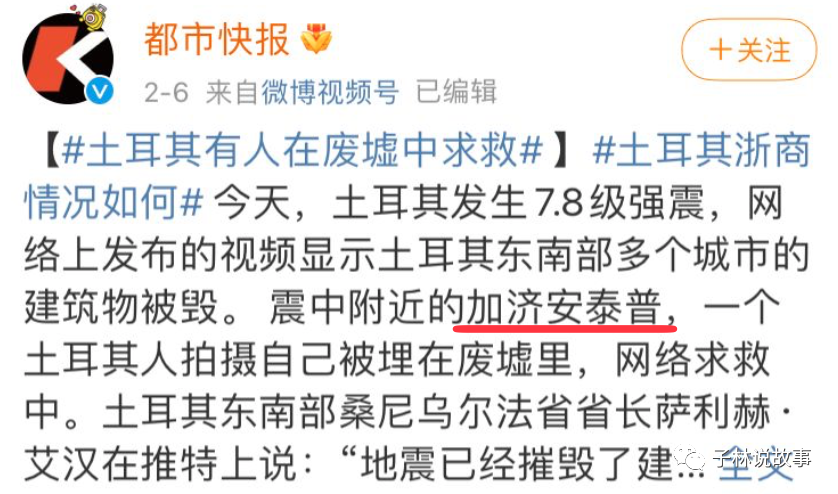 都市快报
+关注
2-6 来自微博视频号 已编辑
【#土耳其有人在废墟中求救#】#土耳其浙商
情况如何# 今天，土耳其发生7.8级强震，网
络上发布的视频显示土耳其东南部多个城市的
建筑物被毁。 震中附近的加济安泰普，一个
土耳其人拍摄自己被埋在废墟里，网络求救
中。土耳其东南部桑尼乌尔法省省长萨利赫·
艾汉在推特上说：“地震已经摧毁了建... 全文
子林说故事